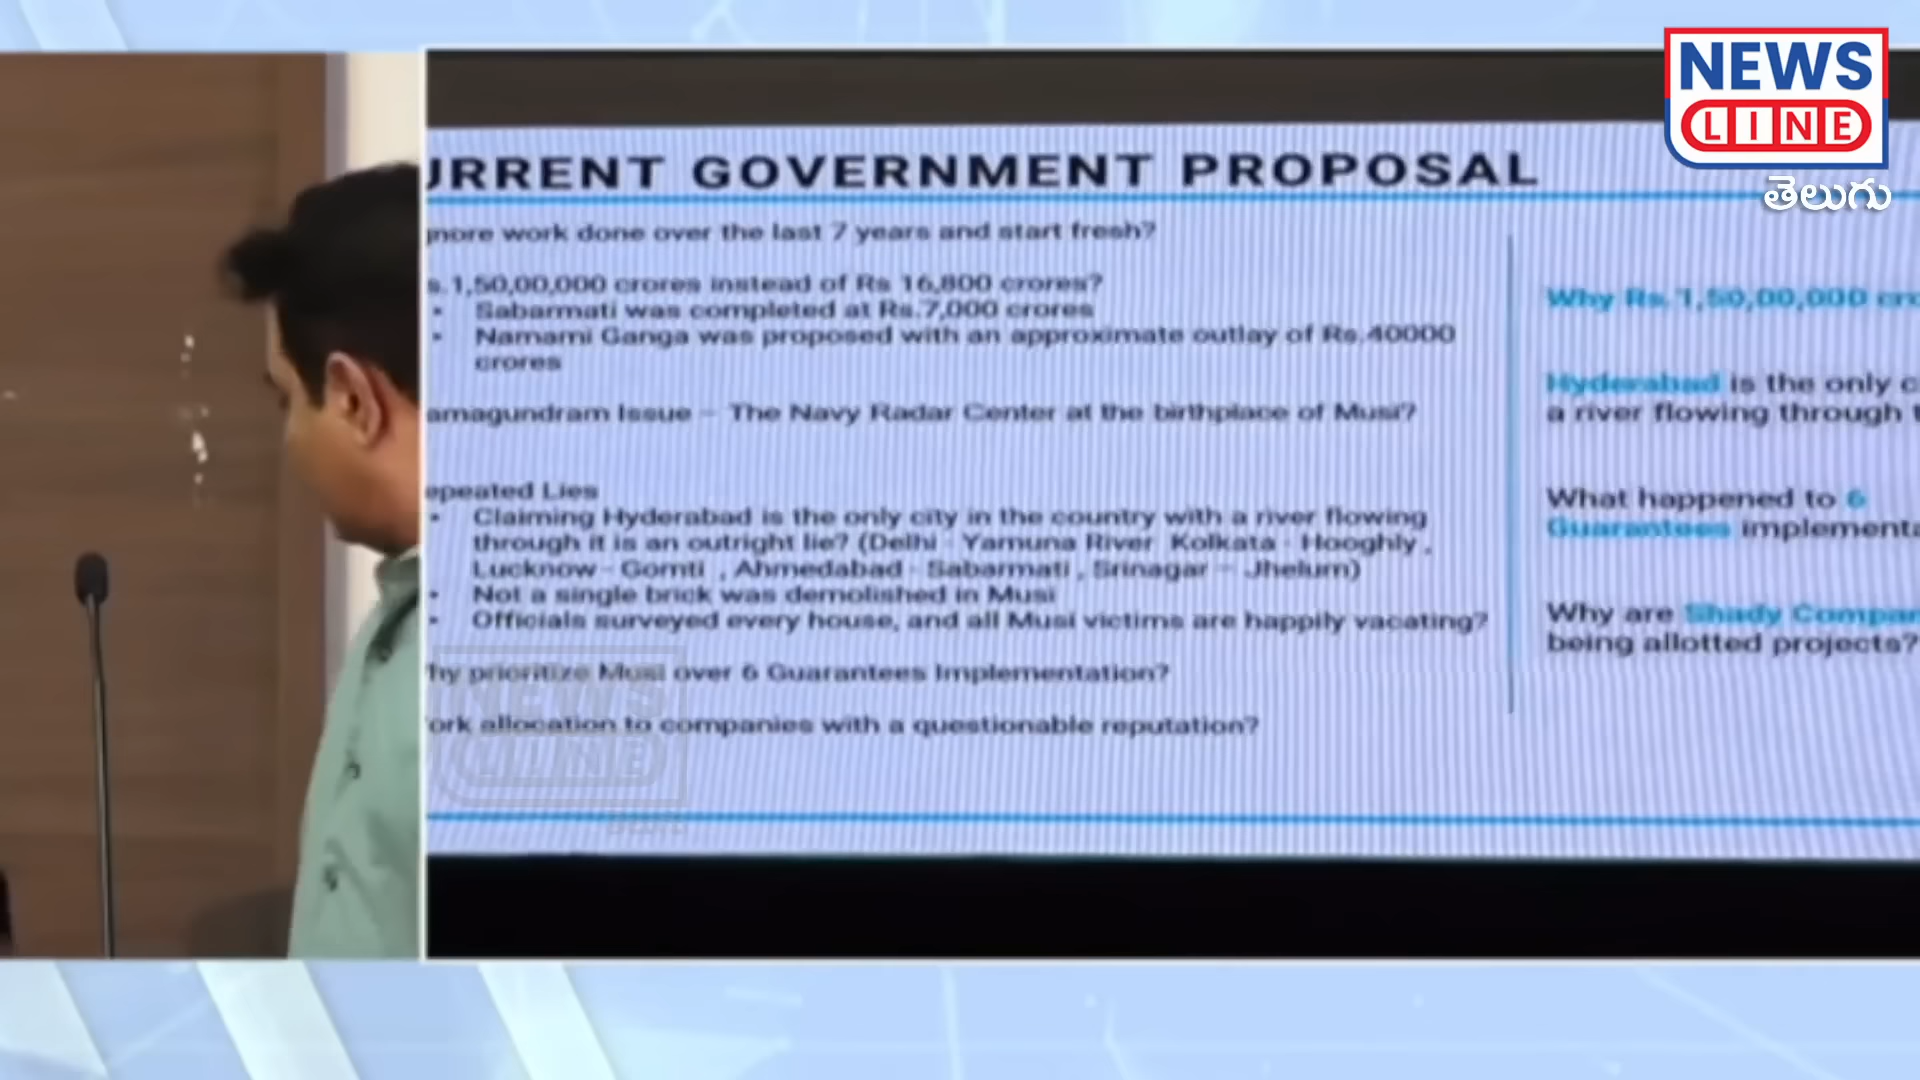 NEWS
LINE
తెలుగు
URRENT GOVERNMENT PROPOSAL
more work done over the last 7 years and start fresh?
s.1,50,00,000 crores instead of Rs 16,800 crores?
• Sabarmati was completed at Rs.7,000 crores
• Namami Ganga was proposed with an approximate outlay of Rs.40000
crores
amagundram Issue – The Navy Radar Center at the birthplace of Musi?
epeated Lies
• Claiming Hyderabad is the only city in the country with a river flowing
through it is an outright lie? (Delhi - Yamuna River Kolkata - Hooghly ,
Lucknow - Gomti , Ahmedabad - Sabarmati , Srinagar – Jhelum)
• Not a single brick was demolished in Musi
• Officials surveyed every house, and all Musi victims are happily vacating?
hy prioritize Musi over 6 Guarantees Implementation?
ork allocation to companies with a questionable reputation?
Why Rs.1,50,00,000 cro
Hyderabad is the only c
a river flowing through t
What happened to 6
Guarantees implementa
Why are Shady Compan
being allotted projects?
NEWS
LINE